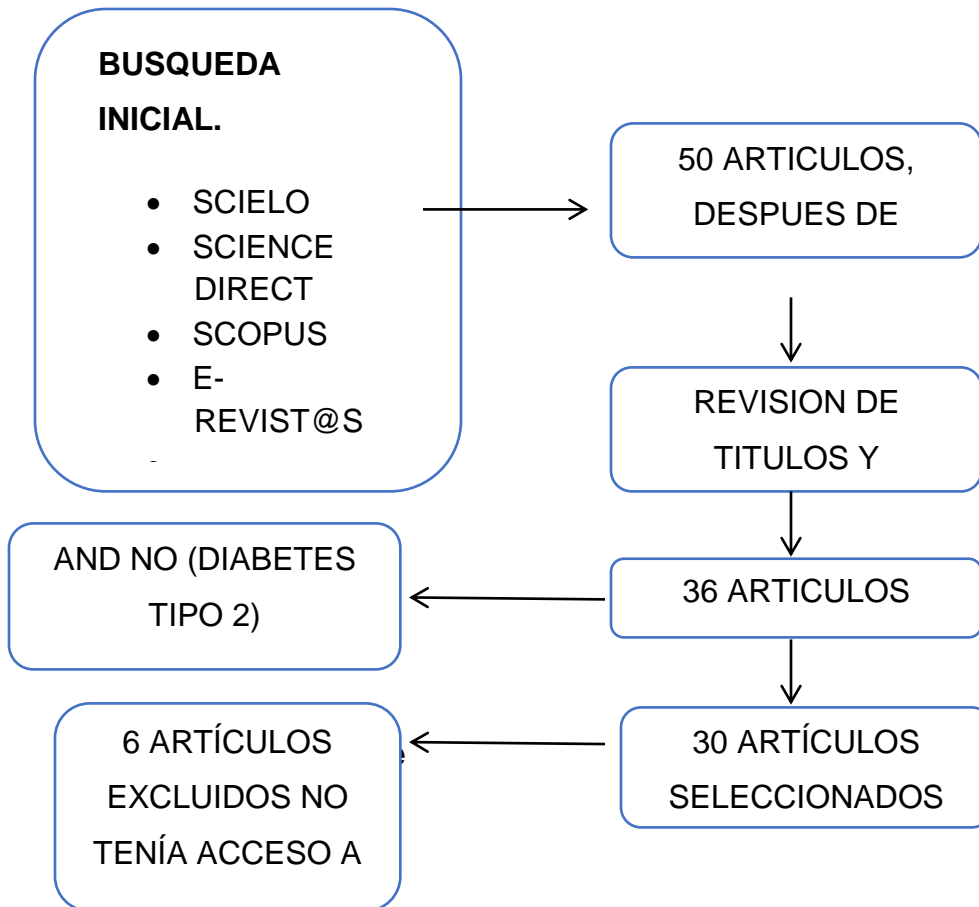 BUSQUEDA
INICIAL.
• SCIELO
• SCIENCE
DIRECT
• SCOPUS
• E-
REVIST@S
50 ARTICULOS,
DESPUES DE
REVISION DE
TITULOS Y
36 ARTICULOS
AND NO (DIABETES
TIPO 2)
30 ARTÍCULOS
SELECCIONADOS
6 ARTÍCULOS
EXCLUIDOS NO
TENÍA ACCESO A